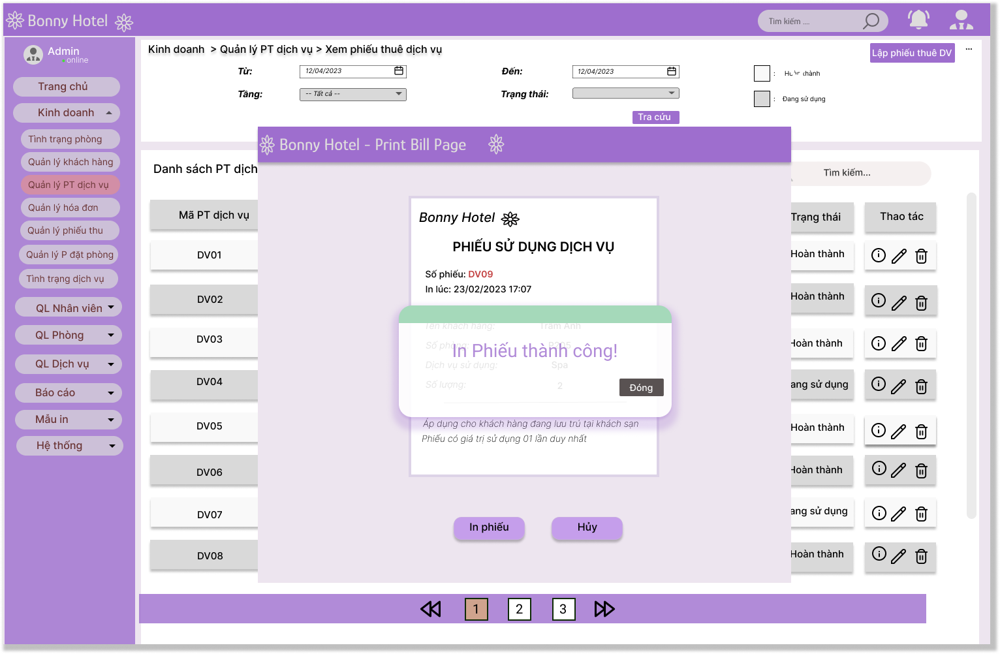 Bonny Hotel
Tìm kiếm ....
Admin
online
Trang chủ
Kinh doanh
Tình trạng phòng
Quản lý khách hàng
Quản lý PT dịch vụ
Quản lý hóa đơn
Quản lý phiếu thu
Quản lý P đặt phòng
Tình trạng dịch vụ
QL Nhân viên
QL Phòng
QL Dịch vụ
Báo cáo
Mẫu in
Hệ thống
Kinh doanh > Quản lý PT dịch vụ > Xem phiếu thuê dịch vụ
Lập phiếu thuê DV
...
Từ:
12/04/2023
Đến:
12/04/2023
: Hoàn thành
Tầng:
-- Tất cả --
Trạng thái:
: Đang sử dụng
Tra cứu
Danh sách PT dịch
Tìm kiếm...
Mã PT dịch vụ
Trạng thái
Thao tác
DV01
Hoàn thành
DV02
Hoàn thành
DV03
Hoàn thành
DV04
ang sử dụng
DV05
Hoàn thành
DV06
Hoàn thành
DV07
ang sử dụng
DV08
Hoàn thành
Bonny Hotel - Print Bill Page
Bonny Hotel
PHIẾU SỬ DỤNG DỊCH VỤ
Số phiếu: DV09
In lúc: 23/02/2023 17:07
Tên khách hàng: Trâm Anh
Số phòng: P205
In Phiếu thành công!
Dịch vụ sử dụng: Spa
Số lượng: 2
Đóng
Áp dụng cho khách hàng đang lưu trú tại khách sạn
Phiếu có giá trị sử dụng 01 lần duy nhất
In phiếu
Hủy
1
2
3